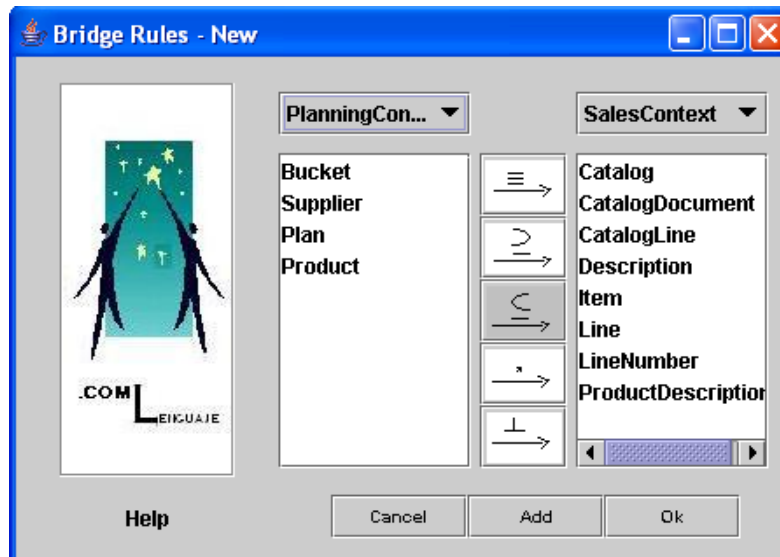 Bridge Rules - New
PlanningCon...
SalesContext
Bucket
Supplier
Plan
Product
≡
⊇
⊆
*
⊥
Catalog
CatalogDocument
CatalogLine
Description
Item
Line
LineNumber
ProductDescription
.COM
LENGUAJE
Help
Cancel
Add
Ok